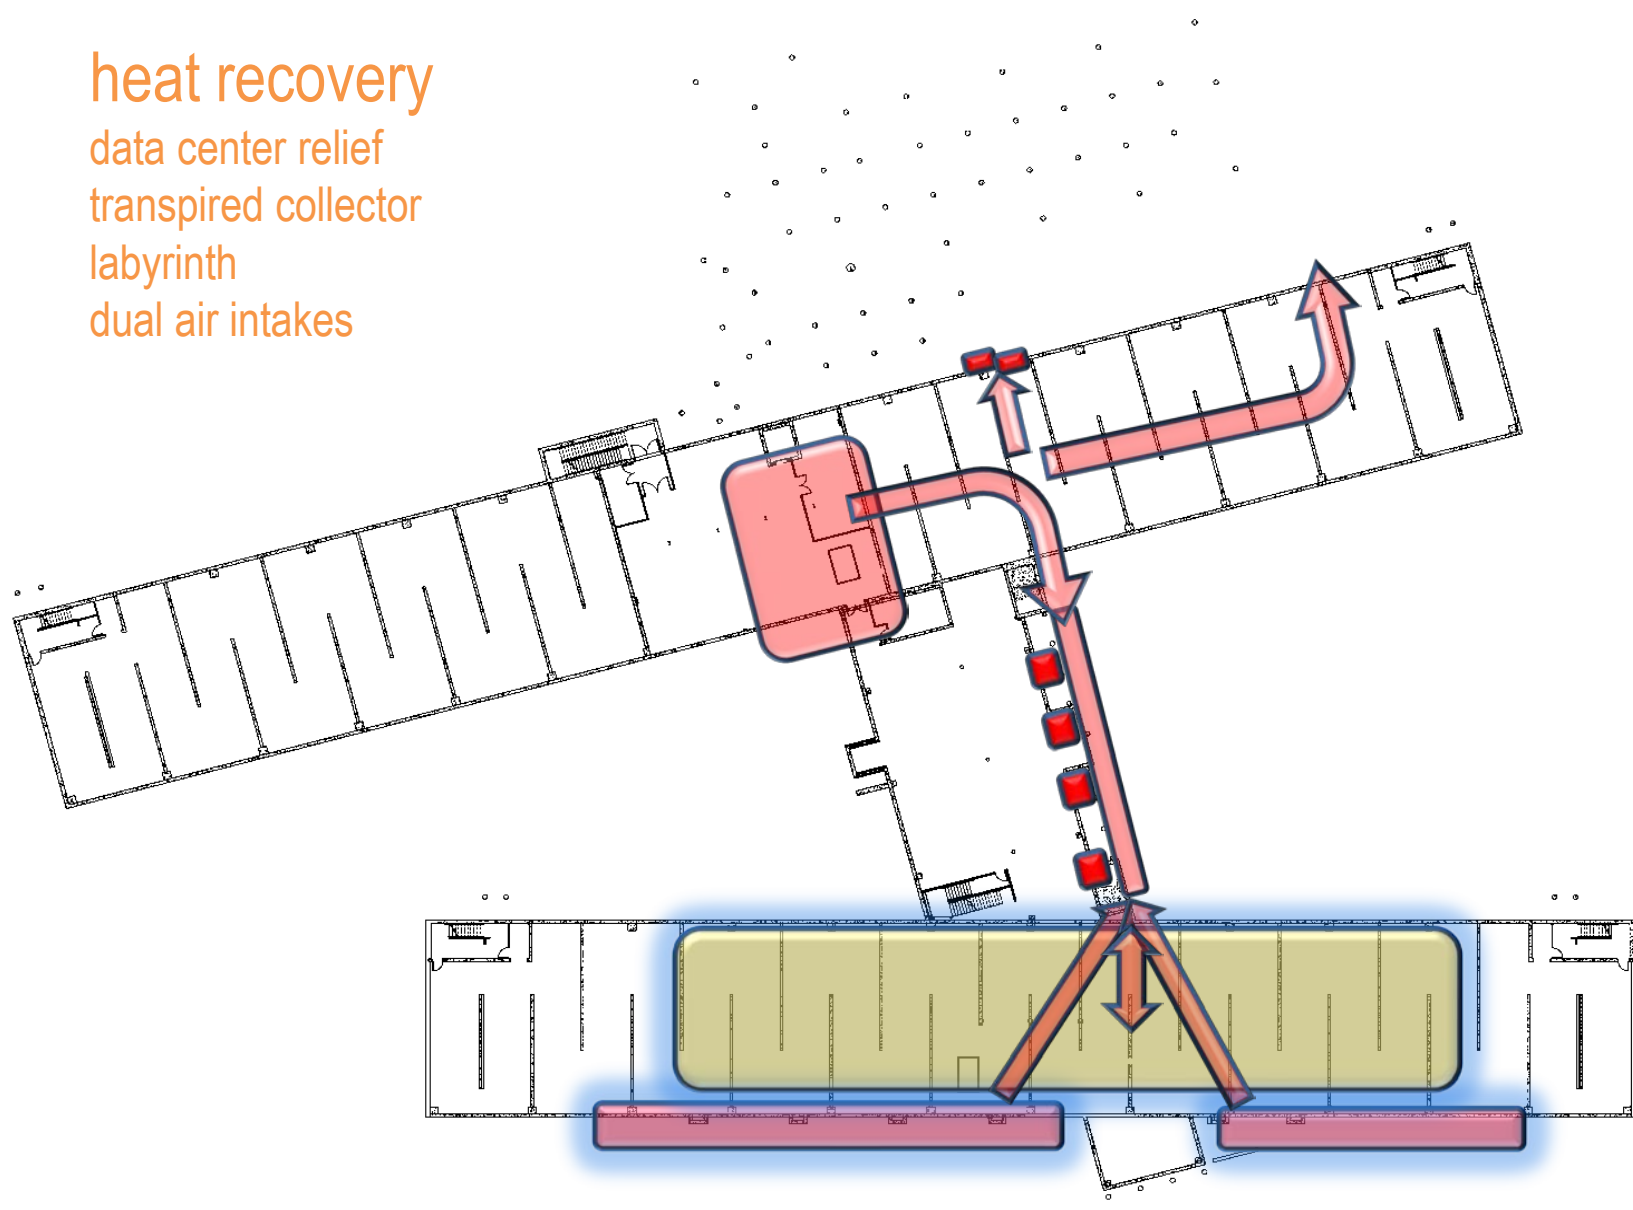 heat recovery
data center relief
transpired collector
labyrinth
dual air intakes